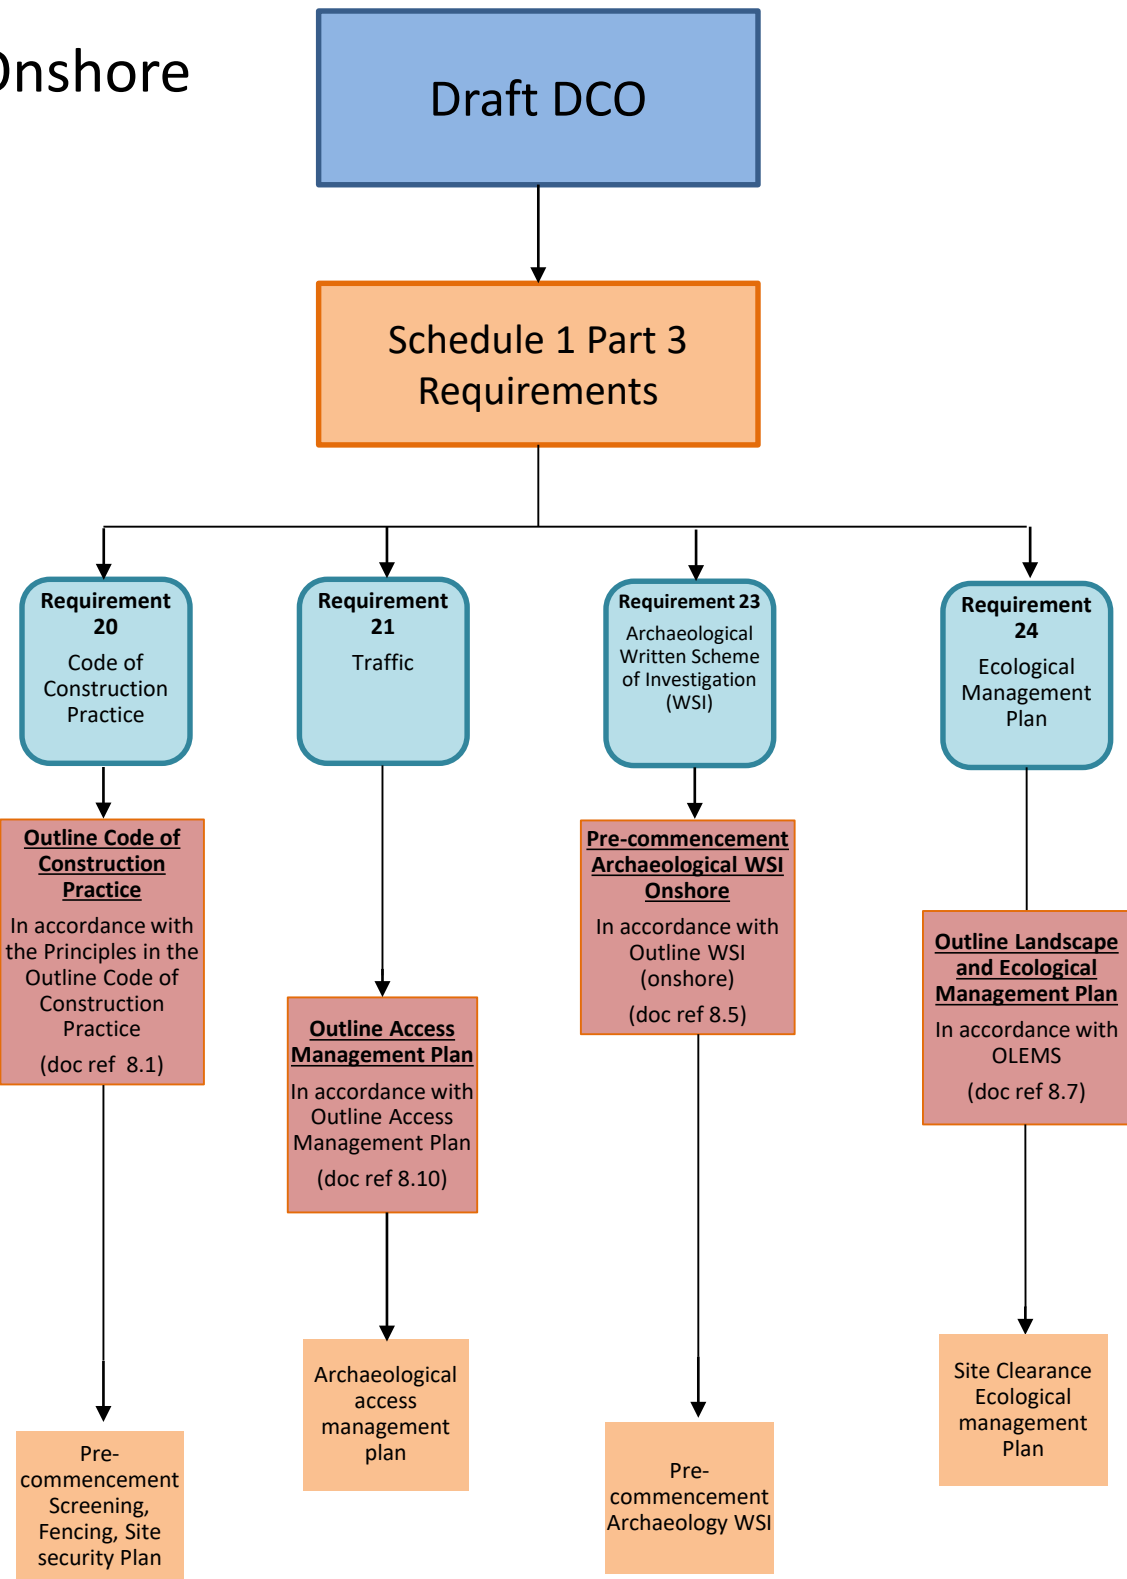 Onshore
Draft DCO
Schedule 1 Part 3
Requirements
Requirement
20
Code of
Construction
Practice
Requirement
21
Traffic
Requirement 23
Archaeological
Written Scheme
of Investigation
(WSI)
Requirement
24
Ecological
Management
Plan
Outline Code of
Construction
Practice
In accordance with
the Principles in the
Outline Code of
Construction
Practice
(doc ref 8.1)
Outline Access
Management Plan
In accordance with
Outline Access
Management Plan
(doc ref 8.10)
Pre-commencement
Archaeological WSI
Onshore
In accordance with
Outline WSI
(onshore)
(doc ref 8.5)
Outline Landscape
and Ecological
Management Plan
In accordance with
OLEMS
(doc ref 8.7)
Pre-
commencement
Screening,
Fencing, Site
security Plan
Archaeological
access
management
plan
Pre-
commencement
Archaeology WSI
Site Clearance
Ecological
management
Plan